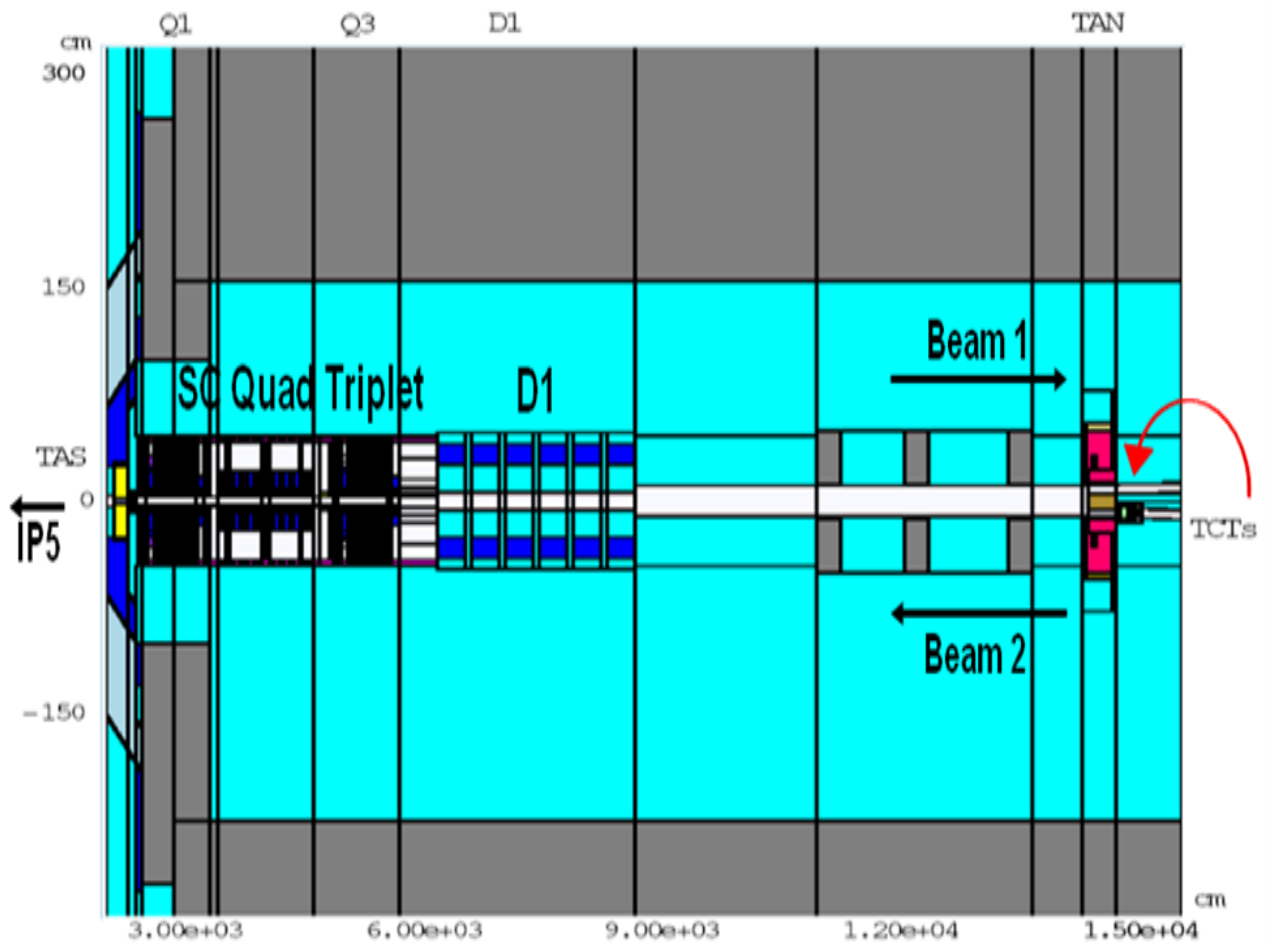 Q1 Q3 D1 TAN
cm
300
150
Beam 1
SC Quad Triplet D1
TAS
0
IP5
TCTs
Beam 2
-150
cm
3.00e+03 6.00e+03 9.00e+03 1.20e+04 1.50e+04